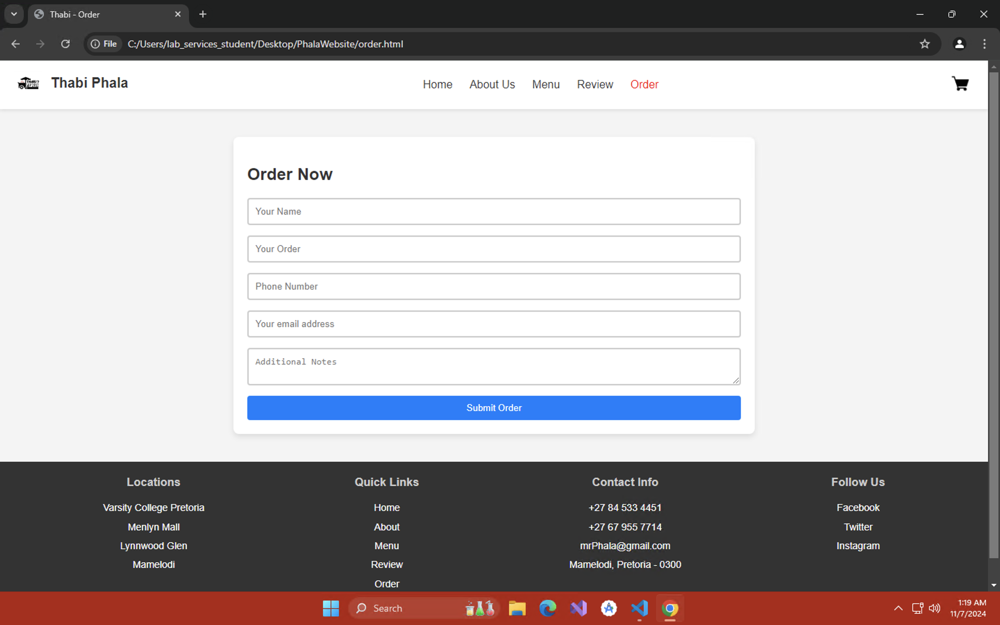 Thabi - Order
File
C:/Users/lab_services_student/Desktop/PhalaWebsite/order.html
Thabi Phala
Home
About Us
Menu
Review
Order
Order Now
Your Name
Your Order
Phone Number
Your email address
Additional Notes
Submit Order
Locations
Varsity College Pretoria
Menlyn Mall
Lynnwood Glen
Mamelodi
Quick Links
Home
About
Menu
Review
Order
Contact Info
+27 84 533 4451
+27 67 955 7714
mrPhala@gmail.com
Mamelodi, Pretoria - 0300
Follow Us
Facebook
Twitter
Instagram
Search
1:19 AM
11/7/2024